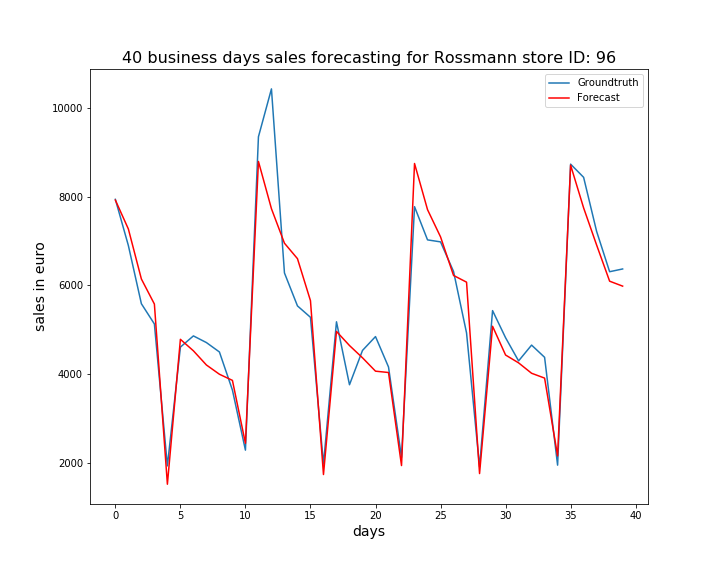 40 business days sales forecasting for Rossmann store ID: 96
Groundtruth
Forecast
10000
8000
6000
4000
2000
sales in euro
0 5 10 15 20 25 30 35 40
days